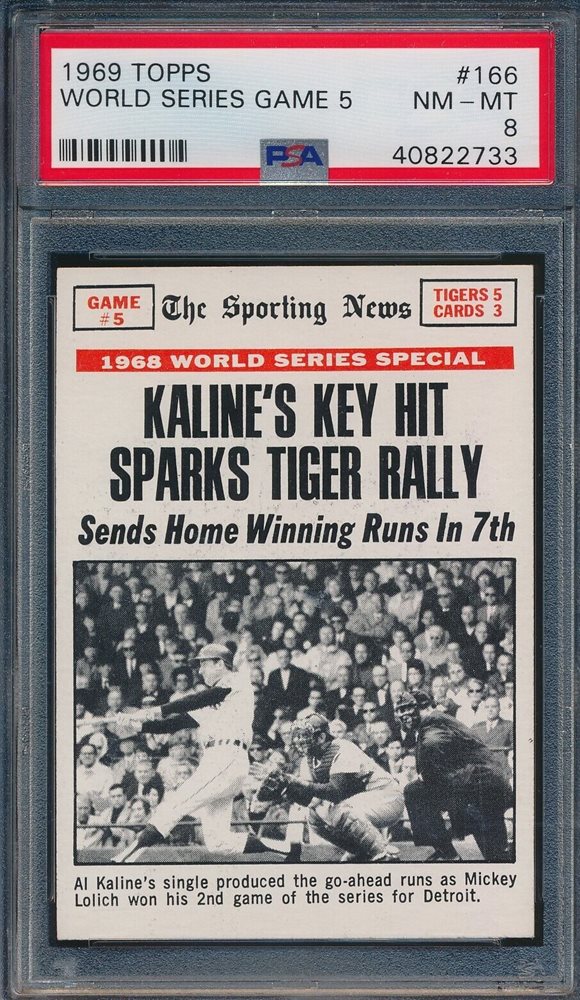 1969 TOPPS #166
WORLD SERIES GAME 5 NM – MT
8
PSA 40822733
GAME #5
The Sporting News
TIGERS 5
CARDS 3
1968 WORLD SERIES SPECIAL
KALINE'S KEY HIT
SPARKS TIGER RALLY
Sends Home Winning Runs In 7th
Al Kaline's single produced the go-ahead runs as Mickey
Lolich won his 2nd game of the series for Detroit.